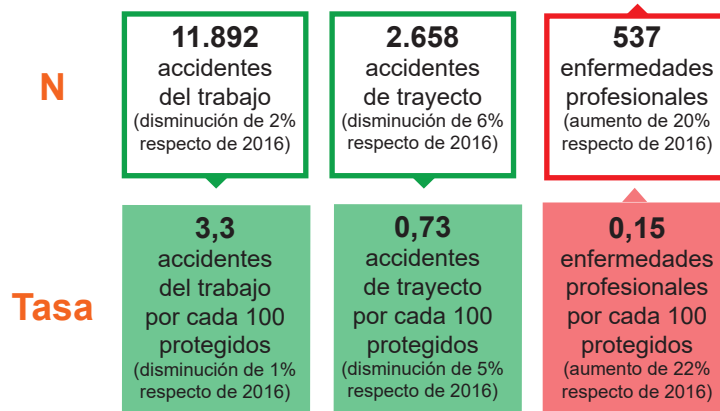 N
11.892
accidentes
del trabajo
(disminución de 2%
respecto de 2016)
2.658
accidentes
de trayecto
(disminución de 6%
respecto de 2016)
537
enfermedades
profesionales
(aumento de 20%
respecto de 2016)
Tasa
3,3
accidentes
del trabajo
por cada 100
protegidos
(disminución de 1%
respecto de 2016)
0,73
accidentes
de trayecto
por cada 100
protegidos
(disminución de 5%
respecto de 2016)
0,15
enfermedades
profesionales
por cada 100
protegidos
(aumento de 22%
respecto de 2016)